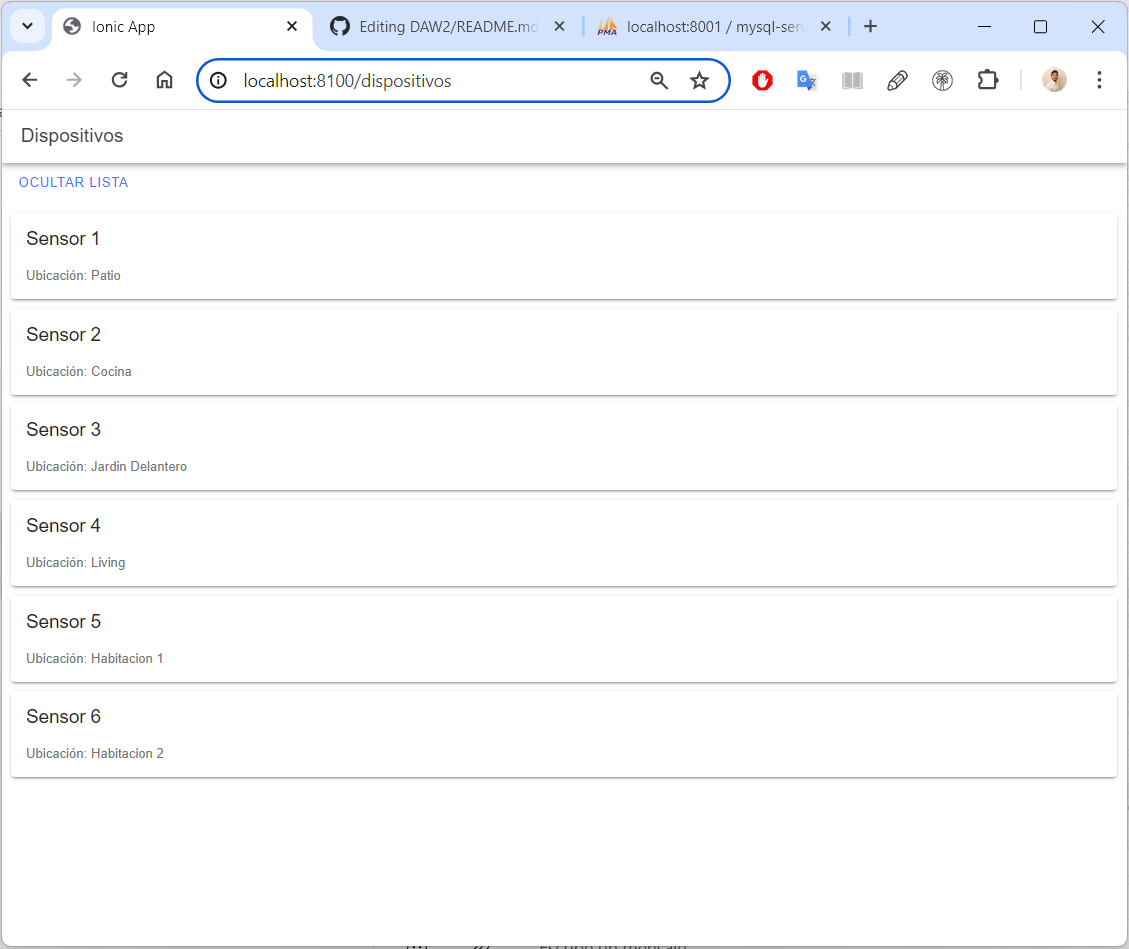 Ionic App
Editing DAW2/README.md
localhost:8001 / mysql-serv
PMA
localhost:8100/dispositivos
Dispositivos
OCULTAR LISTA
Sensor 1
Ubicación: Patio
Sensor 2
Ubicación: Cocina
Sensor 3
Ubicación: Jardin Delantero
Sensor 4
Ubicación: Living
Sensor 5
Ubicación: Habitacion 1
Sensor 6
Ubicación: Habitacion 2